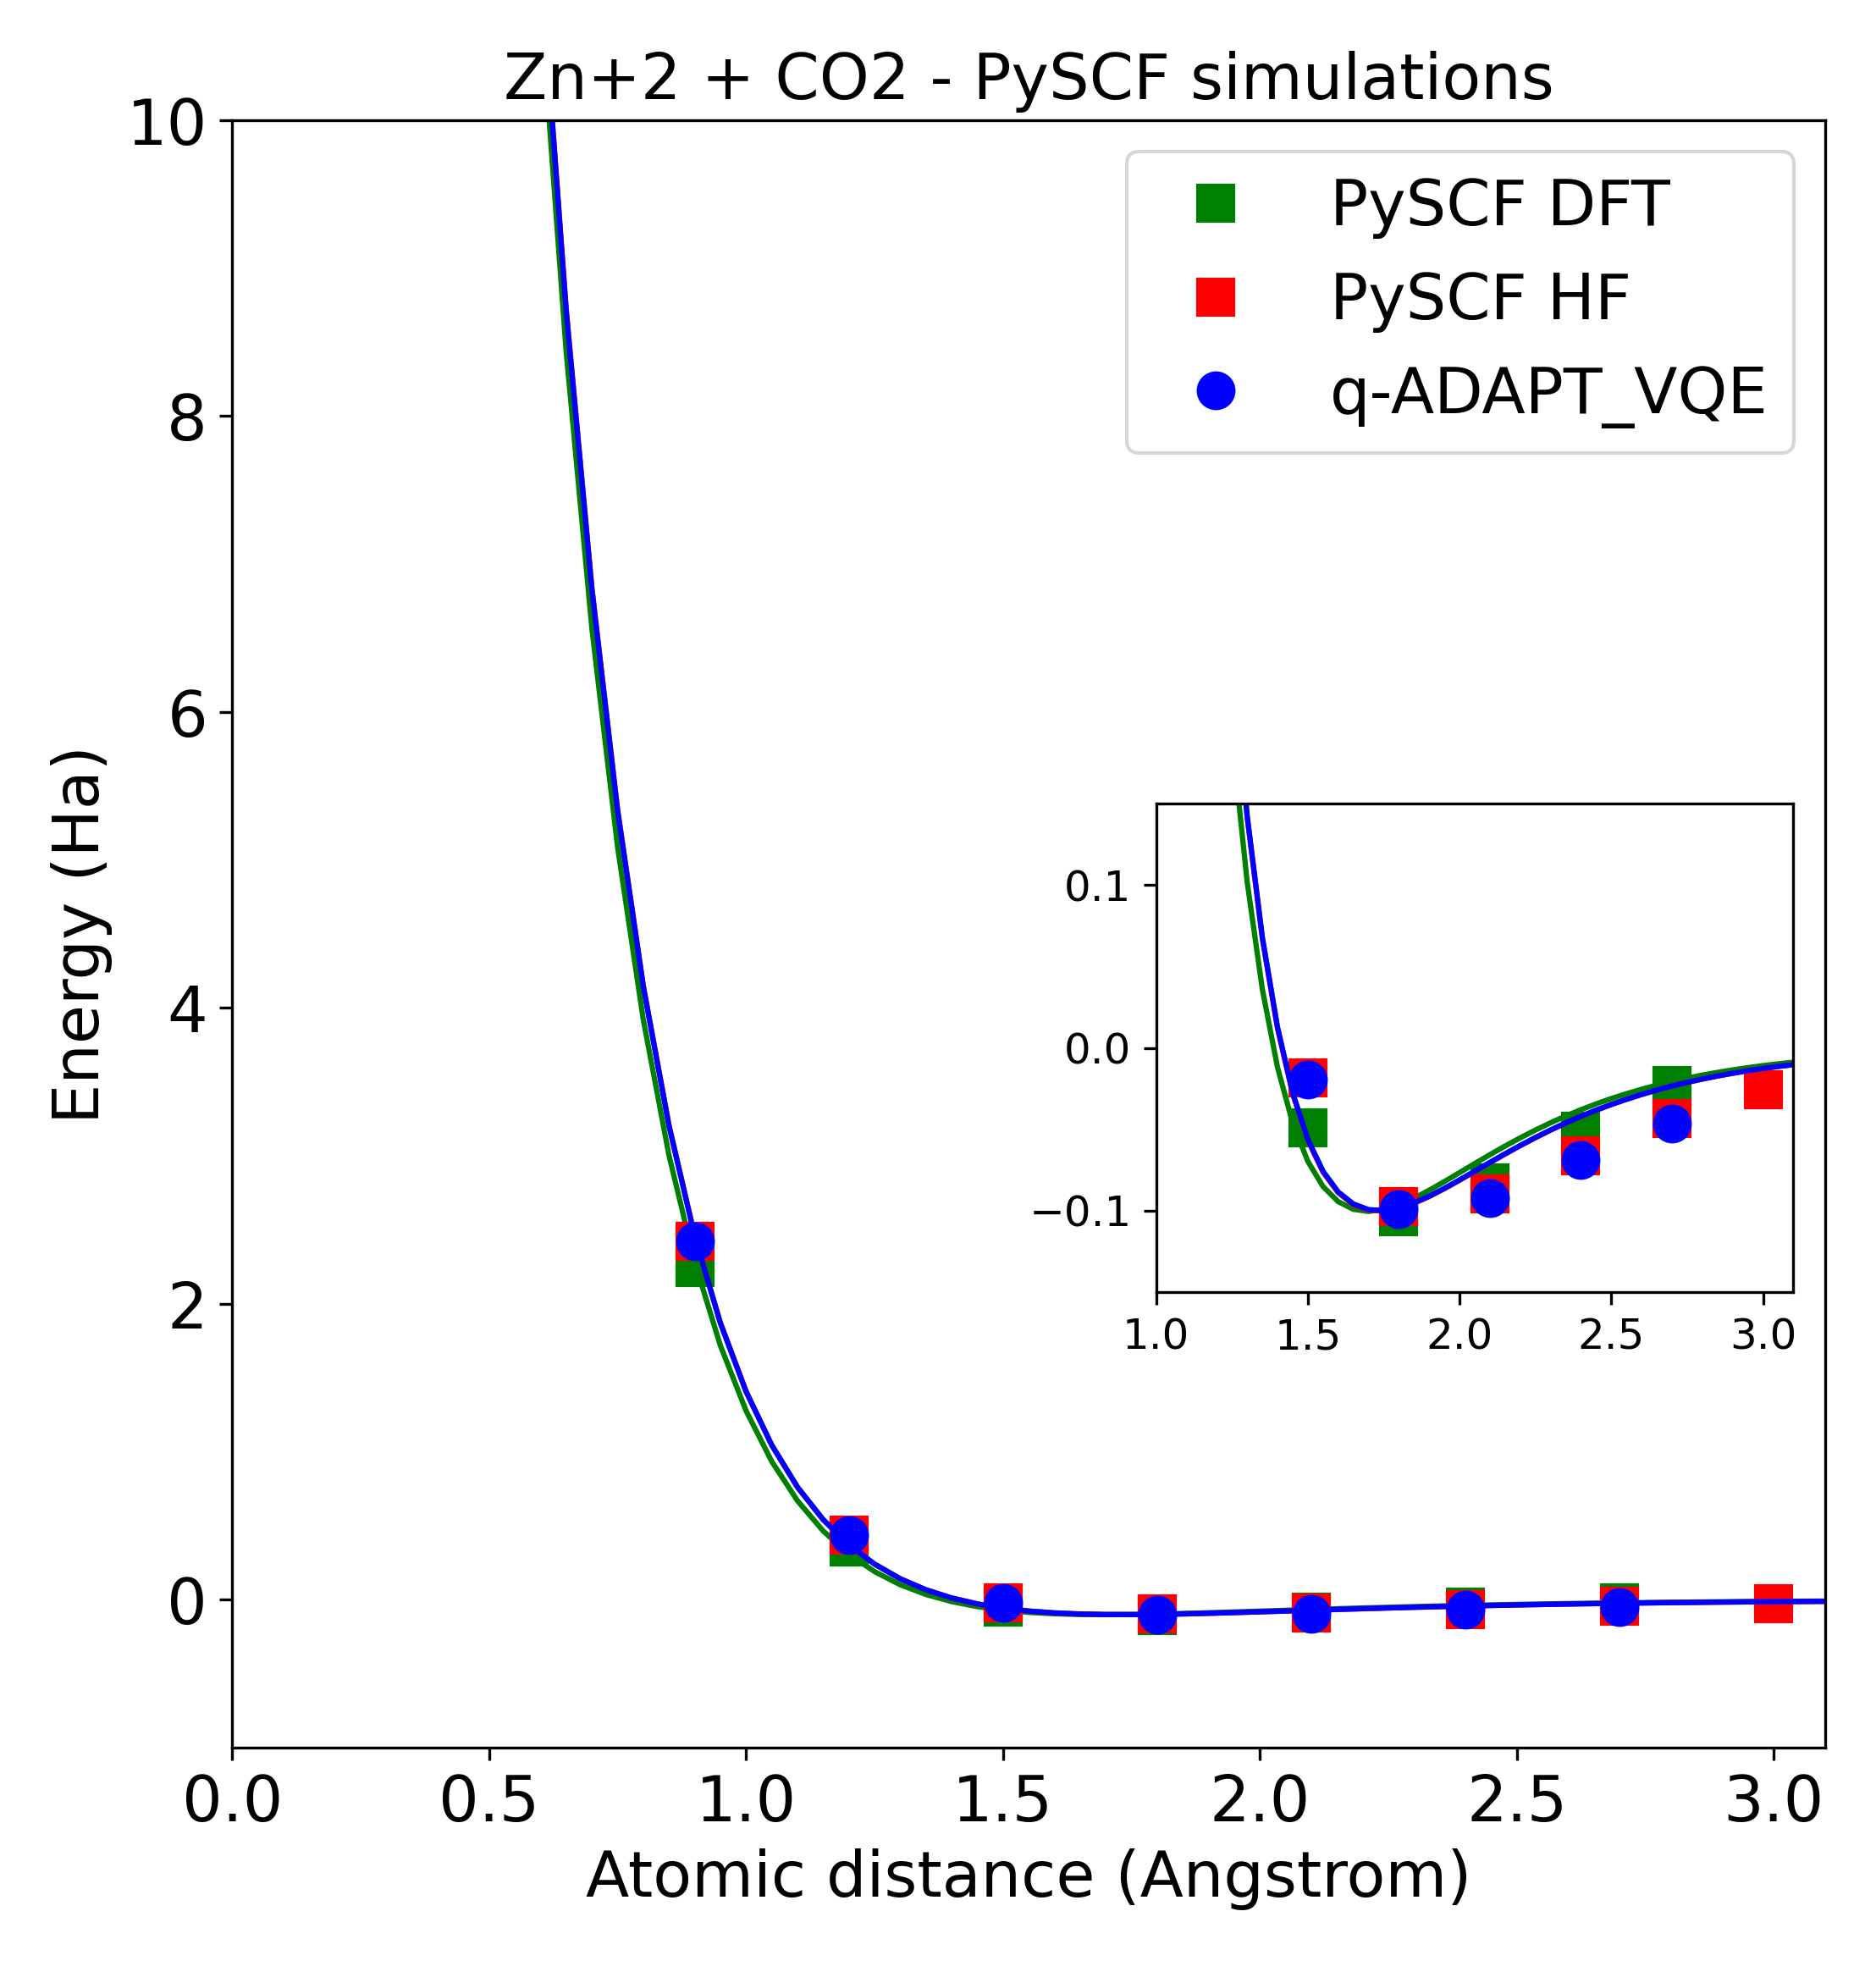 Zn+2 + CO2 - PySCF simulations
10
8
6
4
2
0
Energy (Ha)
PySCF DFT
PySCF HF
q-ADAPT_VQE
0.1
0.0
−0.1
1.0 1.5 2.0 2.5 3.0
0.0 0.5 1.0 1.5 2.0 2.5 3.0
Atomic distance (Angstrom)